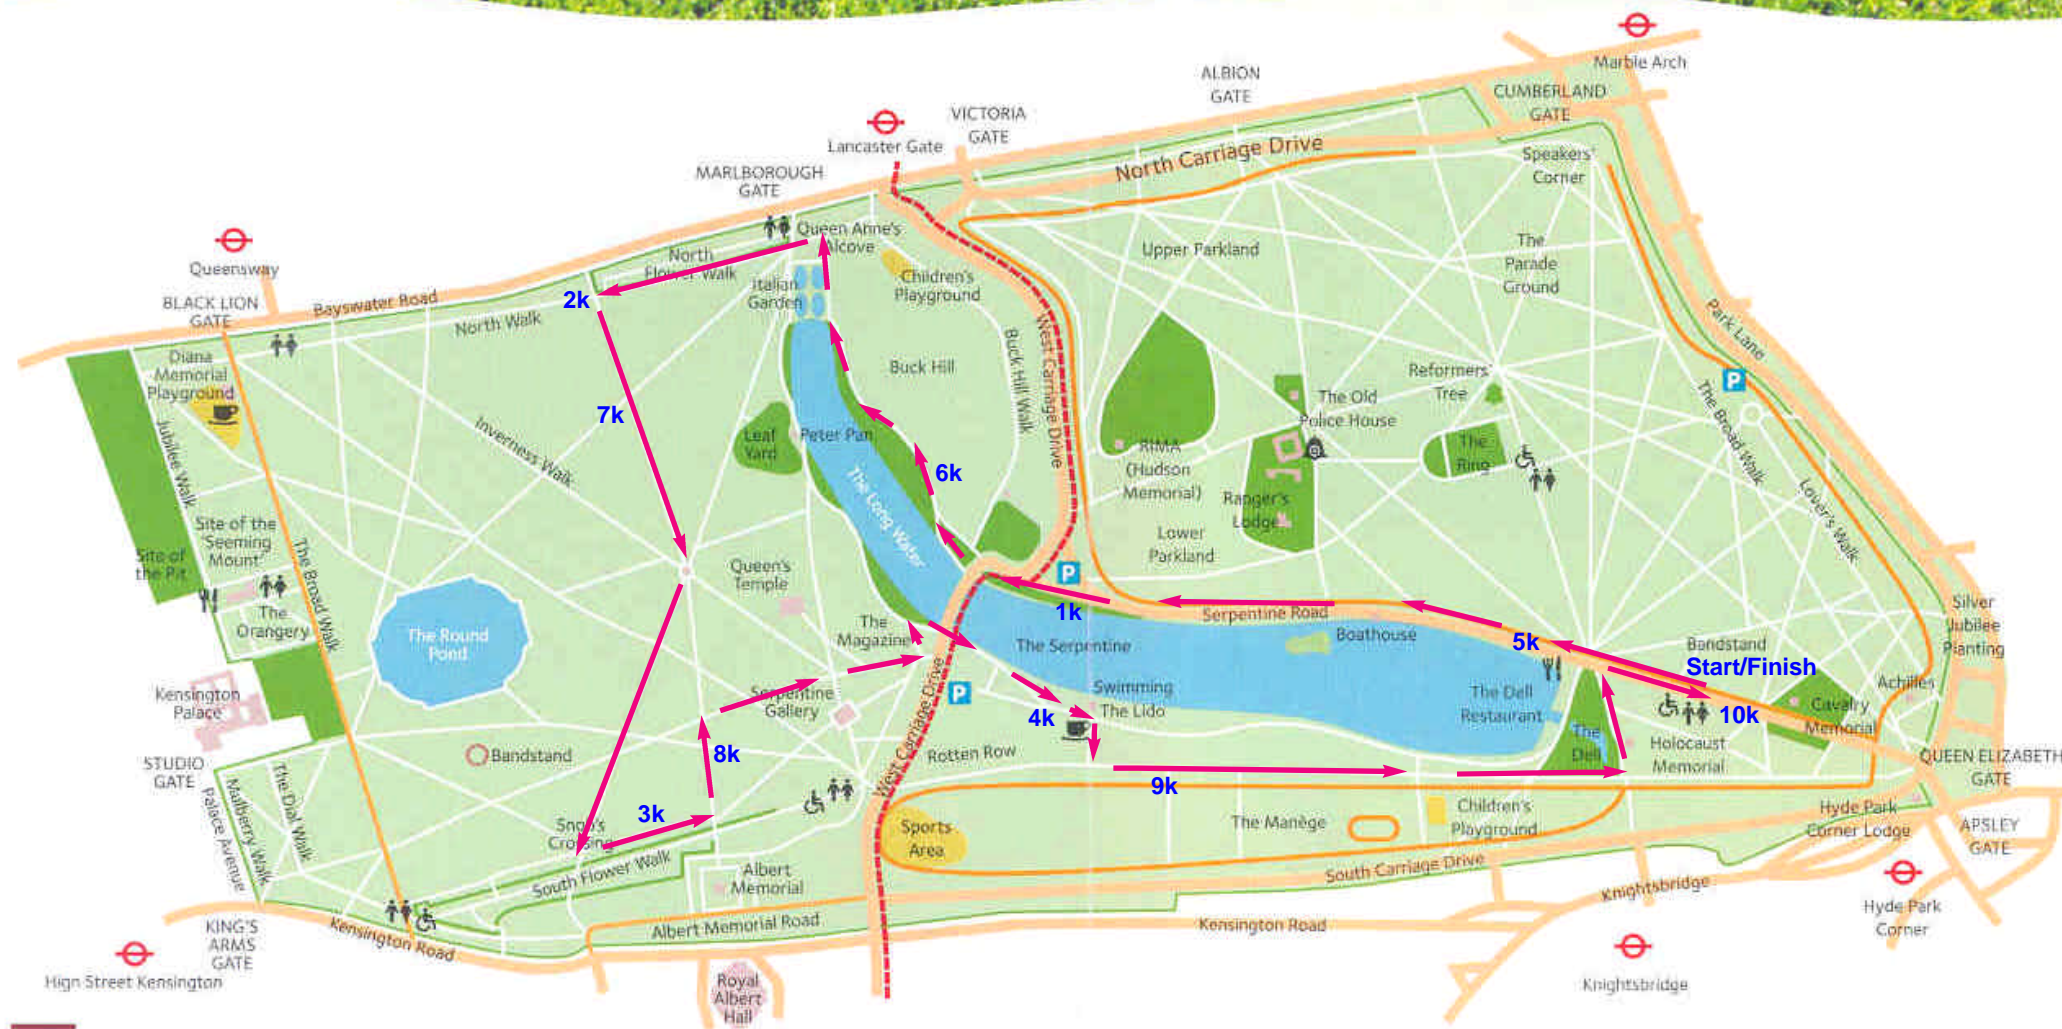 Marble Arch
ALBION
GATE
CUMBERLAND
GATE
VICTORIA
GATE
Lancaster Gate
North Carriage Drive
Speakers'
Corner
MARLBOROUGH
GATE
Queen Anne's
Alcove
Queensway
North
Flower Walk
Upper Parkland
The
Parade
Ground
Italian
Garden
Children's
Playground
BLACK LION
GATE
Bayswater Road
2k
North Walk
Park Lane
P
Diana
Memorial
Playground
Buck Hill
Buck Hill Walk
West Carriage Drive
Reformers'
Tree
The Old
Police House
The Broad Walk
7k
Jubilee Walk
Inverness Walk
Leaf
Yard
Peter Pan
6k
The Long Water
RIMA
(Hudson
Memorial)
The
Ring
Ranger's
Lodge
Lover's Walk
Site of the
'Seeming
Mount'
Site of
the Pit
The Broad Walk
Lower
Parkland
Queen's
Temple
P
1k
Serpentine Road
Silver
Jubilee
Planting
The
Orangery
The Round
Pond
The
Magazine
The Serpentine
Boathouse
5k
Bandstand
Start/Finish
Kensington
Palace
Serpentine
Gallery
P
Swimming
The Lido
4k
The Dell
Restaurant
Achilles
Cavalry
Memorial
10k
The
Dell
Holocaust
Memorial
Bandstand
8k
West Carriage Drive
Rotten Row
9k
QUEEN ELIZABETH
GATE
STUDIO
GATE
The Dial Walk
Mallberry Walk
Palace Avenue
3k
Snob's
Crossing
South Flower Walk
Sports
Area
The Manège
Children's
Playground
Hyde Park
Corner Lodge
APSLEY
GATE
Albert
Memorial
South Carriage Drive
Knightsbridge
Hyde Park
Corner
KING'S
ARMS
GATE
Kensington Road
Albert Memorial Road
Kensington Road
Hign Street Kensington
Royal
Albert
Hall
Knightsbridge